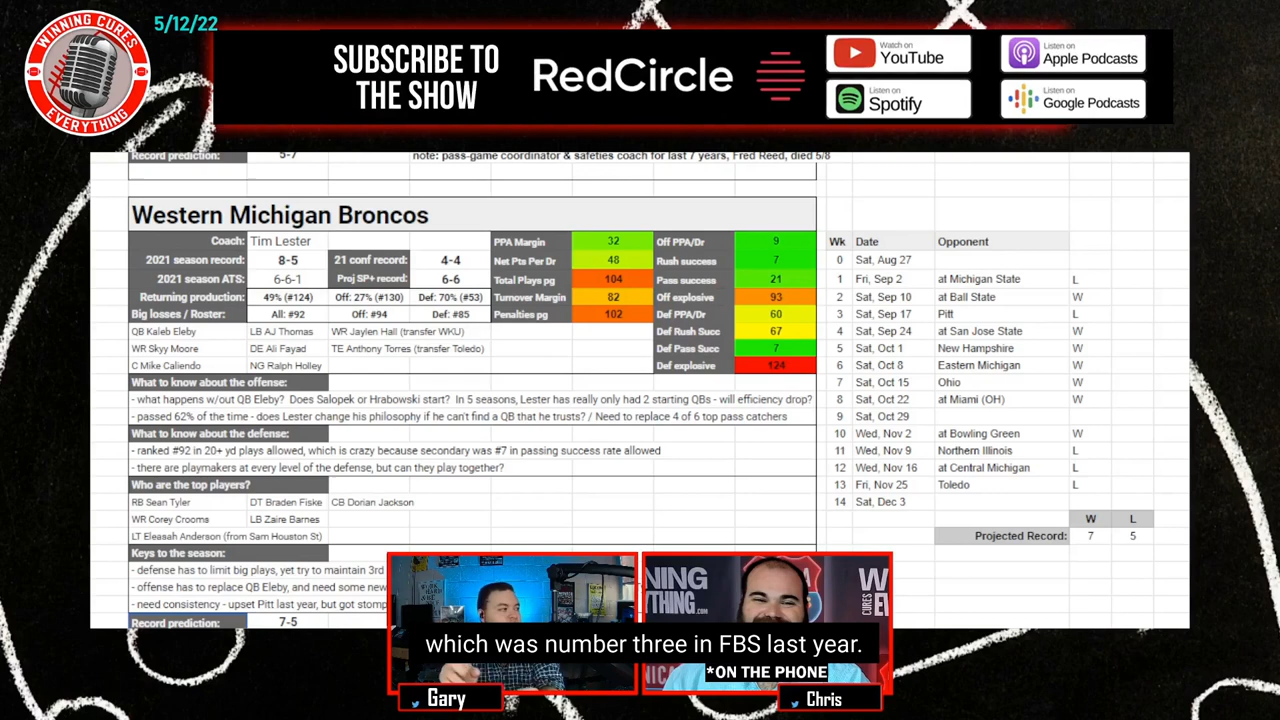 5/12/22
WINNING CURES
EVERYTHING
SUBSCRIBE TO
THE SHOW
RedCircle
Watch on
YouTube
Listen on
Apple Podcasts
Listen on
Spotify
Listen on
Google Podcasts
Record prediction: 5-7 note: pass-game coordinator & safeties coach for last 7 years, Fred Reed, died 5/8
Western Michigan Broncos
Coach: Tim Lester PPA Margin 32 Off PPA/Dr 9
2021 season record: 8-5 21 conf record: 4-4 Net Pts Per Dr 48 Rush success 7
2021 season ATS: 6-6-1 Proj SP+ record: 6-6 Total Plays pg 104 Pass success 21
Returning production: 49% (#124) Off: 27% (#130) Def: 70% (#53) Turnover Margin 82 Off explosive 93
Big losses / Roster: All: #92 Off: #94 Def: #85 Penalties pg 102 Def PPA/Dr 60
QB Kaleb Eleby LB AJ Thomas WR Jaylen Hall (transfer WKU) Def Rush Succ 67
WR Skyy Moore DE Ali Fayad TE Anthony Torres (transfer Toledo) Def Pass Succ 7
C Mike Caliendo NG Ralph Holley Def explosive 124
What to know about the offense:
- what happens w/out QB Eleby? Does Salopek or Hrabowski start? In 5 seasons, Lester has really only had 2 starting QBs - will efficiency drop?
- passed 62% of the time - does Lester change his philosophy if he can't find a QB that he trusts? / Need to replace 4 of 6 top pass catchers
What to know about the defense:
- ranked #92 in 20+ yd plays allowed, which is crazy because secondary was #7 in passing success rate allowed
- there are playmakers at every level of the defense, but can they play together?
Who are the top players?
RB Sean Tyler DT Braden Fiske CB Dorian Jackson
WR Corey Crooms LB Zaire Barnes
LT Eleasah Anderson (from Sam Houston St)
Keys to the season:
- defense has to limit big plays, yet try to maintain 3rd
- offense has to replace QB Eleby, and need some new
- need consistency - upset Pitt last year, but got stomp
Record prediction: 7-5
Wk Date Opponent
0 Sat, Aug 27
1 Fri, Sep 2 at Michigan State L
2 Sat, Sep 10 at Ball State W
3 Sat, Sep 17 Pitt L
4 Sat, Sep 24 at San Jose State W
5 Sat, Oct 1 New Hampshire W
6 Sat, Oct 8 Eastern Michigan W
7 Sat, Oct 15 Ohio W
8 Sat, Oct 22 at Miami (OH) W
9 Sat, Oct 29
10 Wed, Nov 2 at Bowling Green W
11 Wed, Nov 9 Northern Illinois L
12 Wed, Nov 16 at Central Michigan L
13 Fri, Nov 25 Toledo L
14 Sat, Dec 3
W L
Projected Record: 7 5
which was number three in FBS last year.
*ON THE PHONE
Gary
Chris